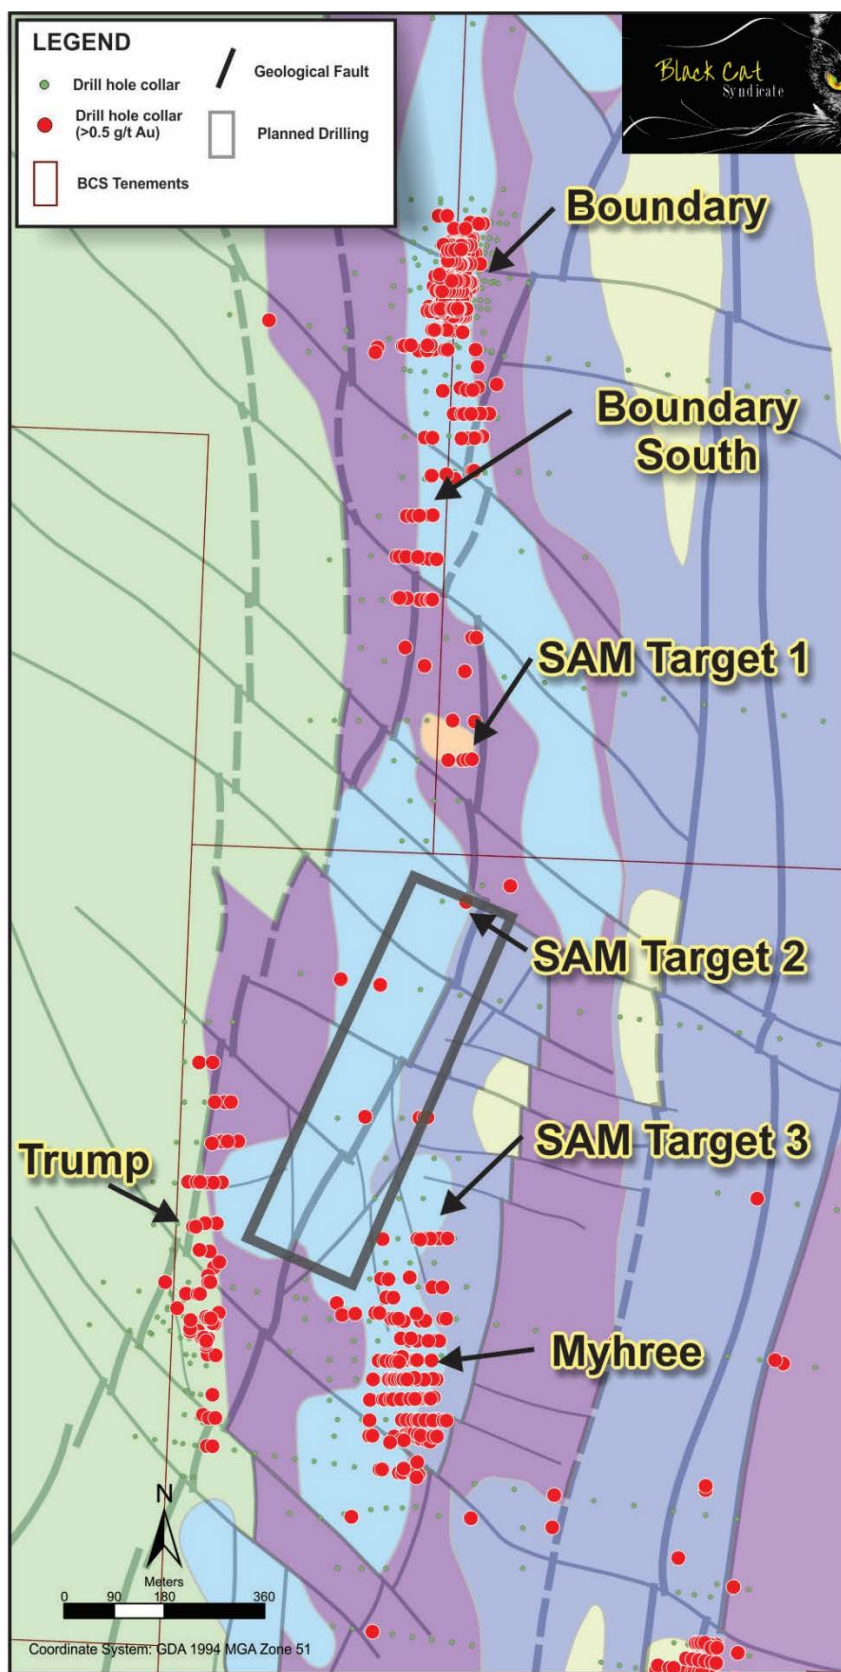 LEGEND
Drill hole collar
Geological Fault
Drill hole collar
(>0.5 g/t Au)
Planned Drilling
BCS Tenements
Black Cat
Syndicate
Boundary
Boundary
South
SAM Target 1
SAM Target 2
SAM Target 3
Trump
Myhree
N
Meters
0 90 180 360
Coordinate System: GDA 1994 MGA Zone 51